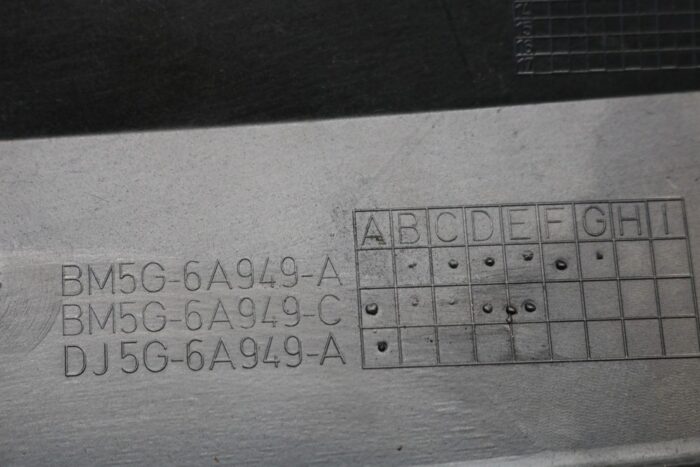 A B C D E F G H I
BM5G-6A949-A
BM5G-6A949-C
DJ5G-6A949-A